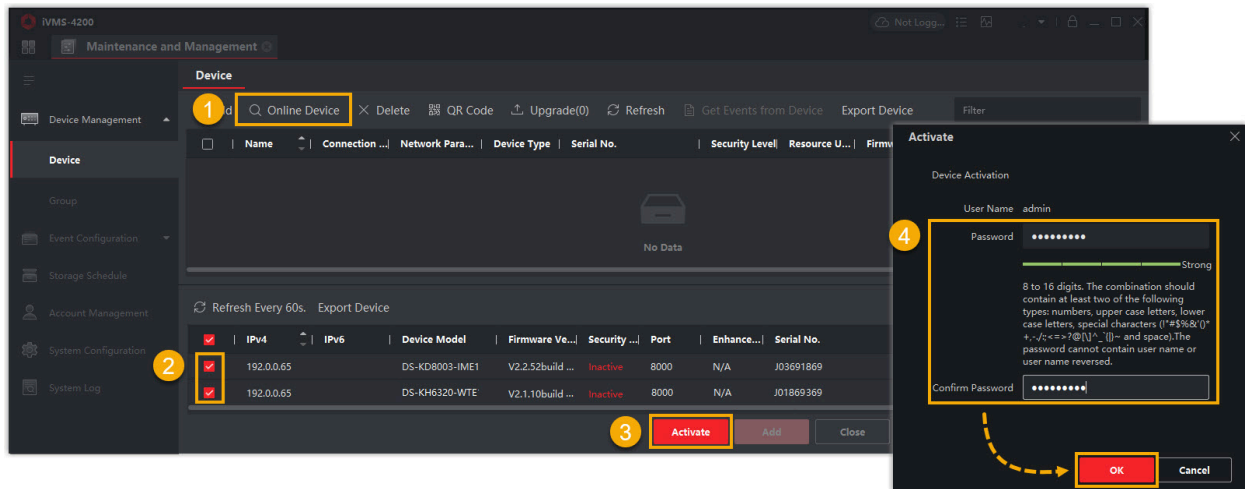 iVMS-4200
Not Logg...
Maintenance and Management
Device
1
Online Device
Delete
QR Code
Upgrade(0)
Refresh
Get Events from Device
Export Device
Filter
Device Management
Device
Group
Event Configuration
Storage Schedule
Account Management
System Configuration
System Log
Name | Connection ... | Network Para... | Device Type | Serial No. | Security Level | Resource U... | Firmw
No Data
Refresh Every 60s. Export Device
IPv4 | IPv6 | Device Model | Firmware Ve... | Security ... | Port | Enhance... | Serial No.
2
192.0.0.65 DS-KD8003-IME1 V2.2.52build ... Inactive 8000 N/A J03691869
192.0.0.65 DS-KH6320-WTE V2.1.10build ... Inactive 8000 N/A J01869369
3
Activate
Add
Close
Activate
Device Activation
User Name admin
4
Password •••••••••
Strong
8 to 16 digits. The combination should
contain at least two of the following
types: numbers, upper case letters, lower
case letters, special characters (!"#$%&'()*
+,-./:;<=>?@[\]^_`{|}~ and space).The
password cannot contain user name or
user name reversed.
Confirm Password •••••••••
OK
Cancel